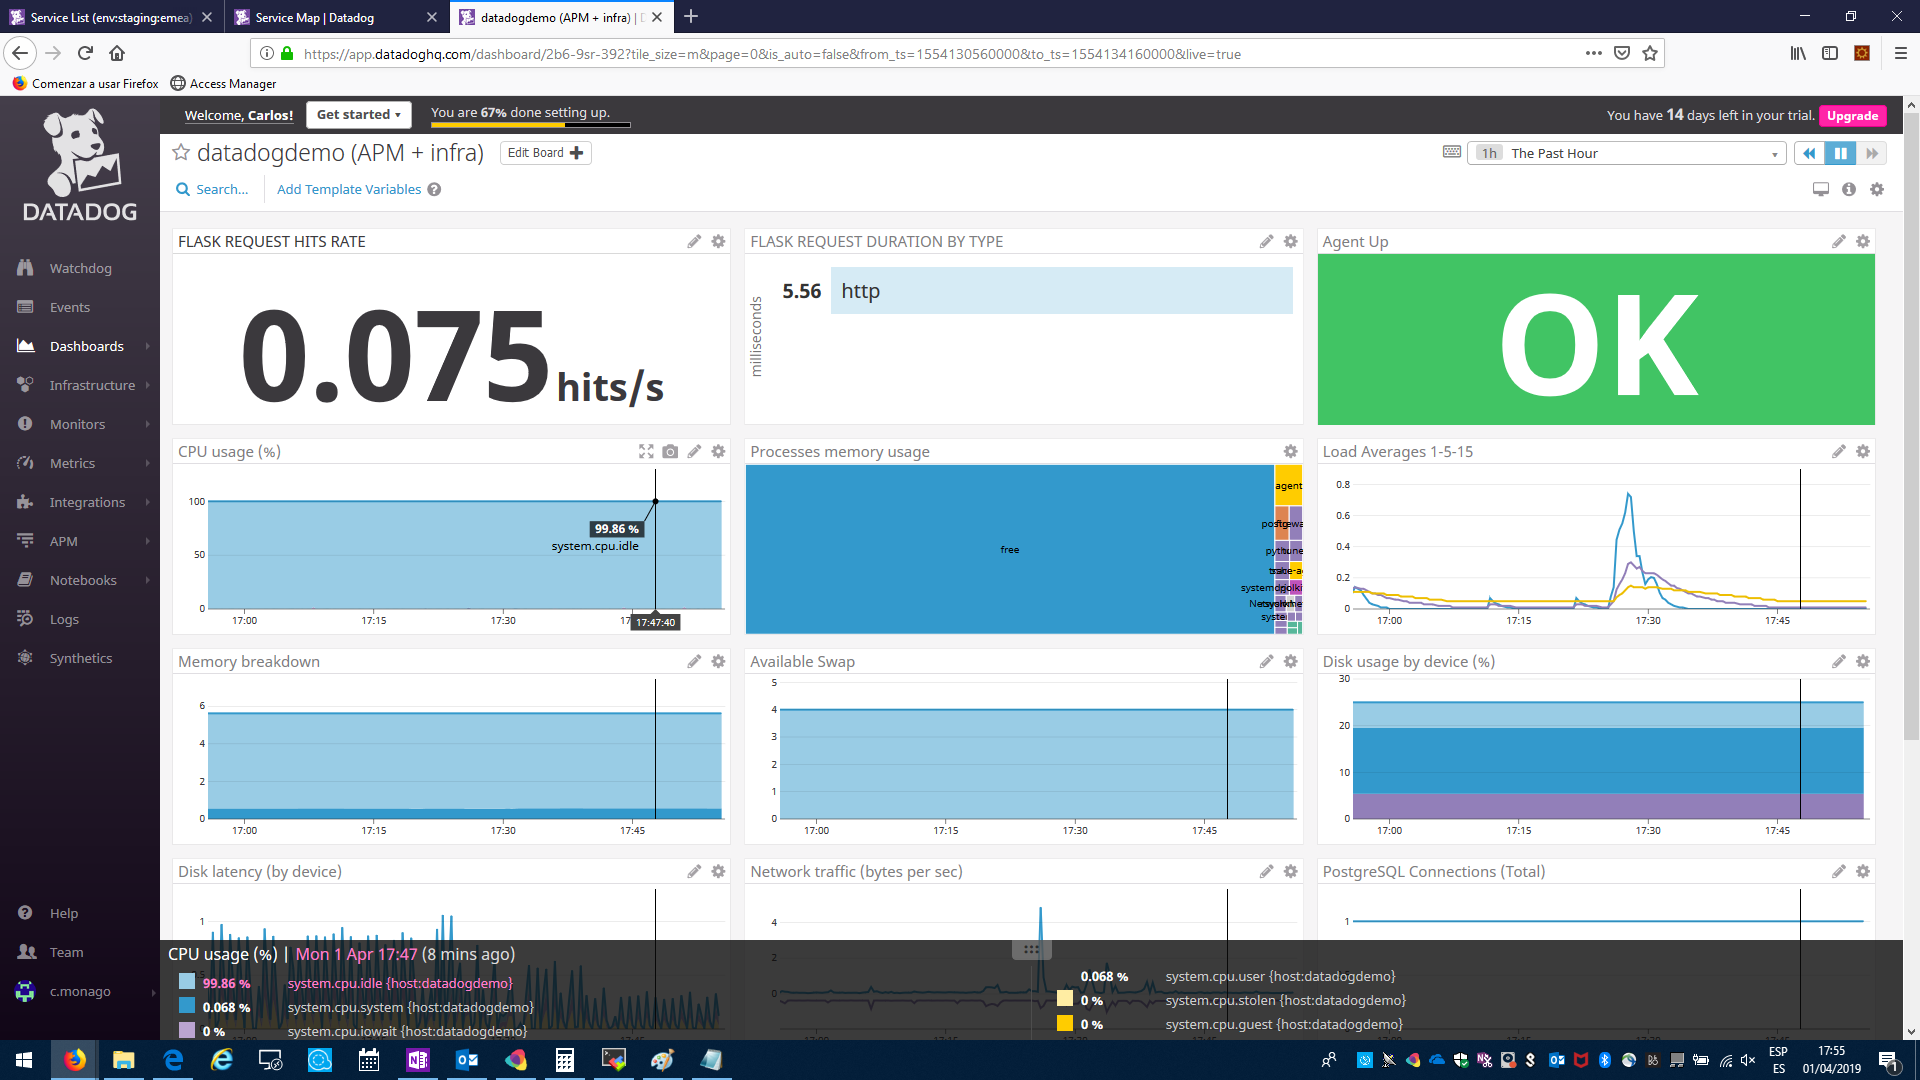 Service List (env:staging:emea)
Service Map | Datadog
datadogdemo (APM + infra) |
https://app.datadoghq.com/dashboard/2b6-9sr-392?tile_size=m&page=0&is_auto=false&from_ts=1554130560000&to_ts=1554134160000&live=true
Comenzar a usar Firefox
Access Manager
DATADOG
Welcome, Carlos!
Get started
You are 67% done setting up.
You have 14 days left in your trial.
Upgrade
datadogdemo (APM + infra)
Edit Board
1h The Past Hour
Search...
Add Template Variables
Watchdog
Events
Dashboards
Infrastructure
Monitors
Metrics
Integrations
APM
Notebooks
Logs
Synthetics
Help
Team
c.monago
FLASK REQUEST HITS RATE
0.075 hits/s
FLASK REQUEST DURATION BY TYPE
milliseconds
5.56 http
Agent Up
OK
CPU usage (%)
100
50
0
99.86 %
system.cpu.idle
17:00 17:15 17:30
17:47:40
Processes memory usage
free
agent
Load Averages 1-5-15
0.8
0.6
0.4
0.2
0
17:00 17:15 17:30 17:45
Memory breakdown
6
4
2
0
17:00 17:15 17:30 17:45
Available Swap
5
4
3
2
1
0
17:00 17:15 17:30 17:45
Disk usage by device (%)
30
20
10
0
17:00 17:15 17:30 17:45
Disk latency (by device)
1
Network traffic (bytes per sec)
4
2
0
PostgreSQL Connections (Total)
1
CPU usage (%) | Mon 1 Apr 17:47 (8 mins ago)
99.86 % system.cpu.idle {host:datadogdemo}
0.068 % system.cpu.system {host:datadogdemo}
0 % system.cpu.iowait {host:datadogdemo}
0.068 % system.cpu.user {host:datadogdemo}
0 % system.cpu.stolen {host:datadogdemo}
0 % system.cpu.guest {host:datadogdemo}
ESP
ES
17:55
01/04/2019
1